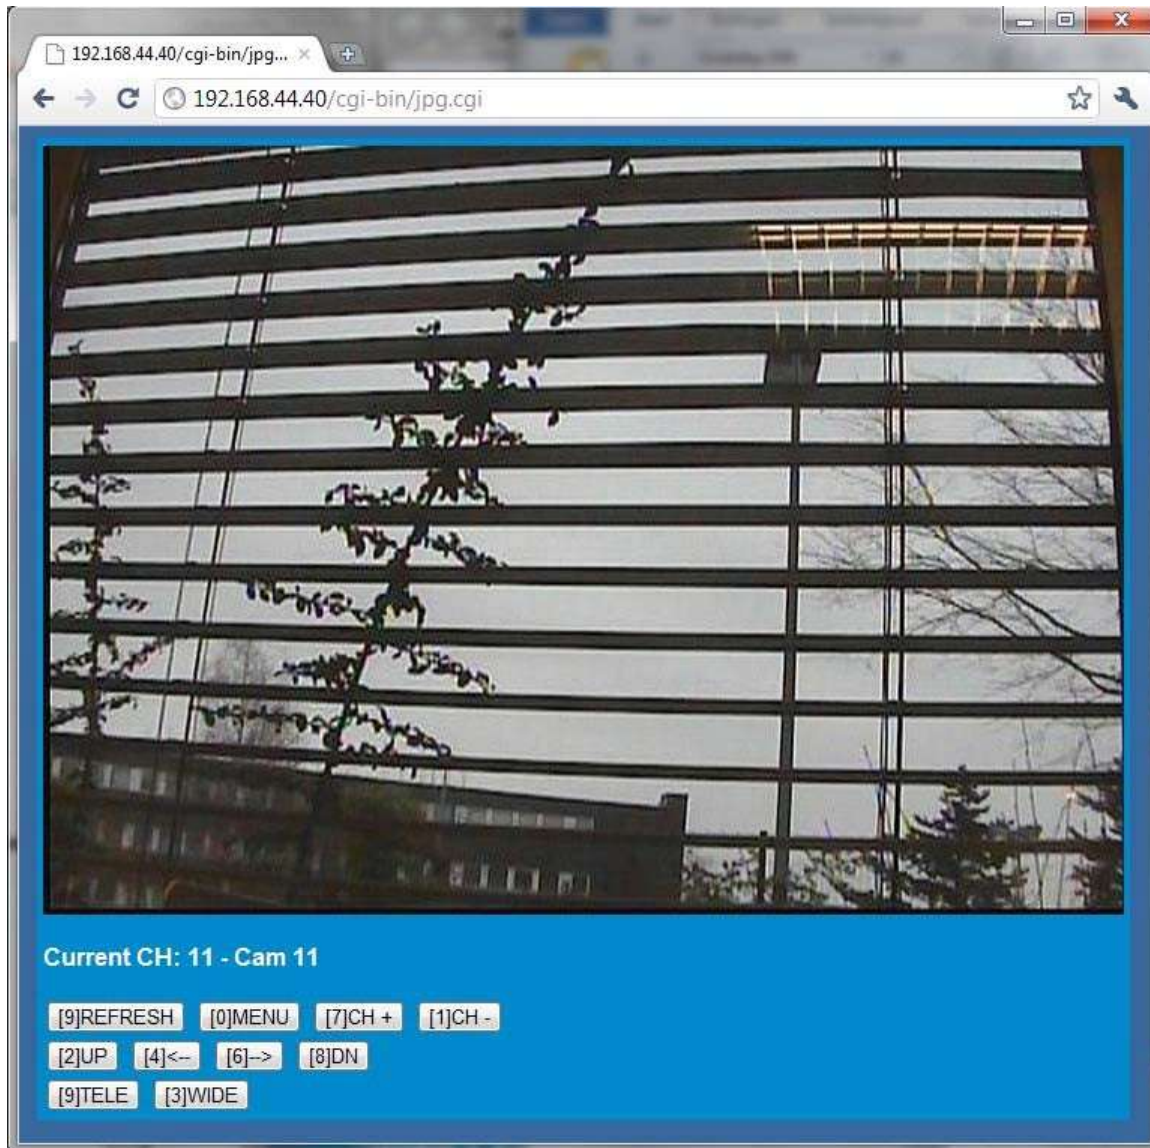 192.168.44.40/cgi-bin/jpg...
192.168.44.40/cgi-bin/jpg.cgi
Current CH: 11 - Cam 11
[9]REFRESH [0]MENU [7]CH + [1]CH -
[2]UP [4]<-- [6]--> [8]DN
[9]TELE [3]WIDE